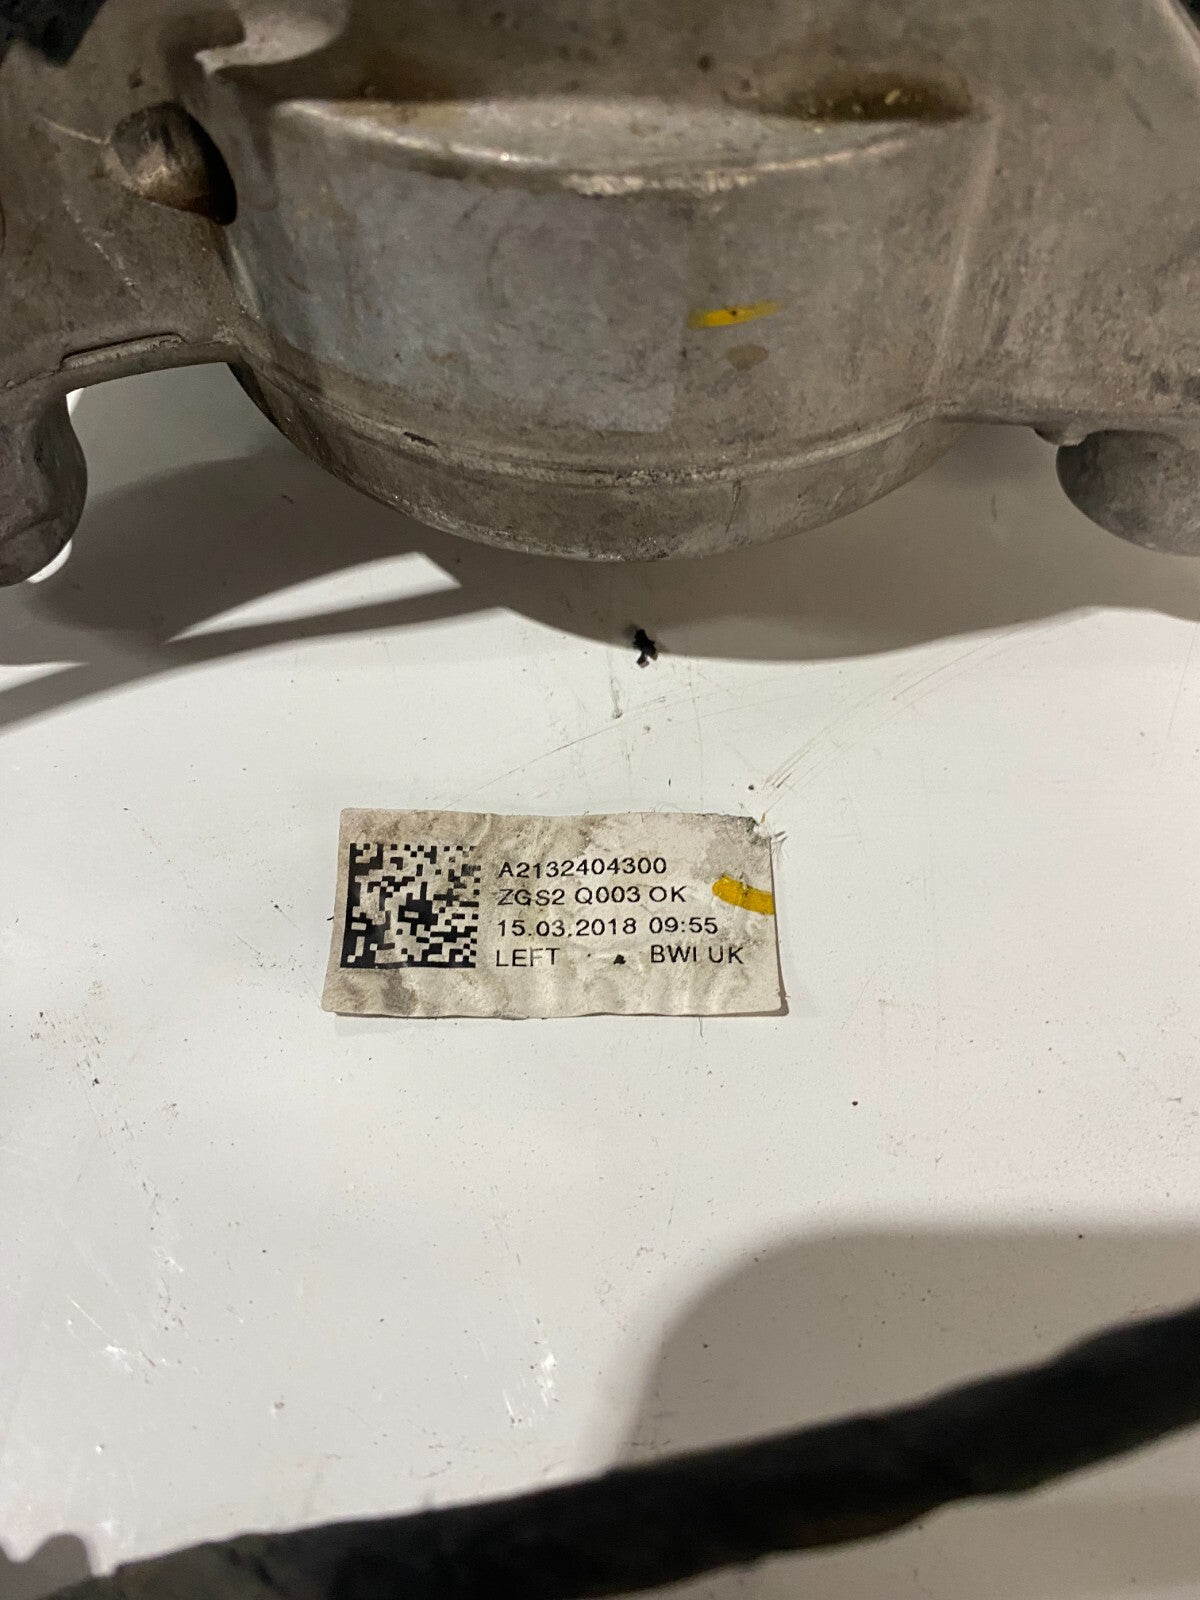 A2132404300
ZGS2 Q003 OK
15.03.2018 09:55
LEFT BWI UK